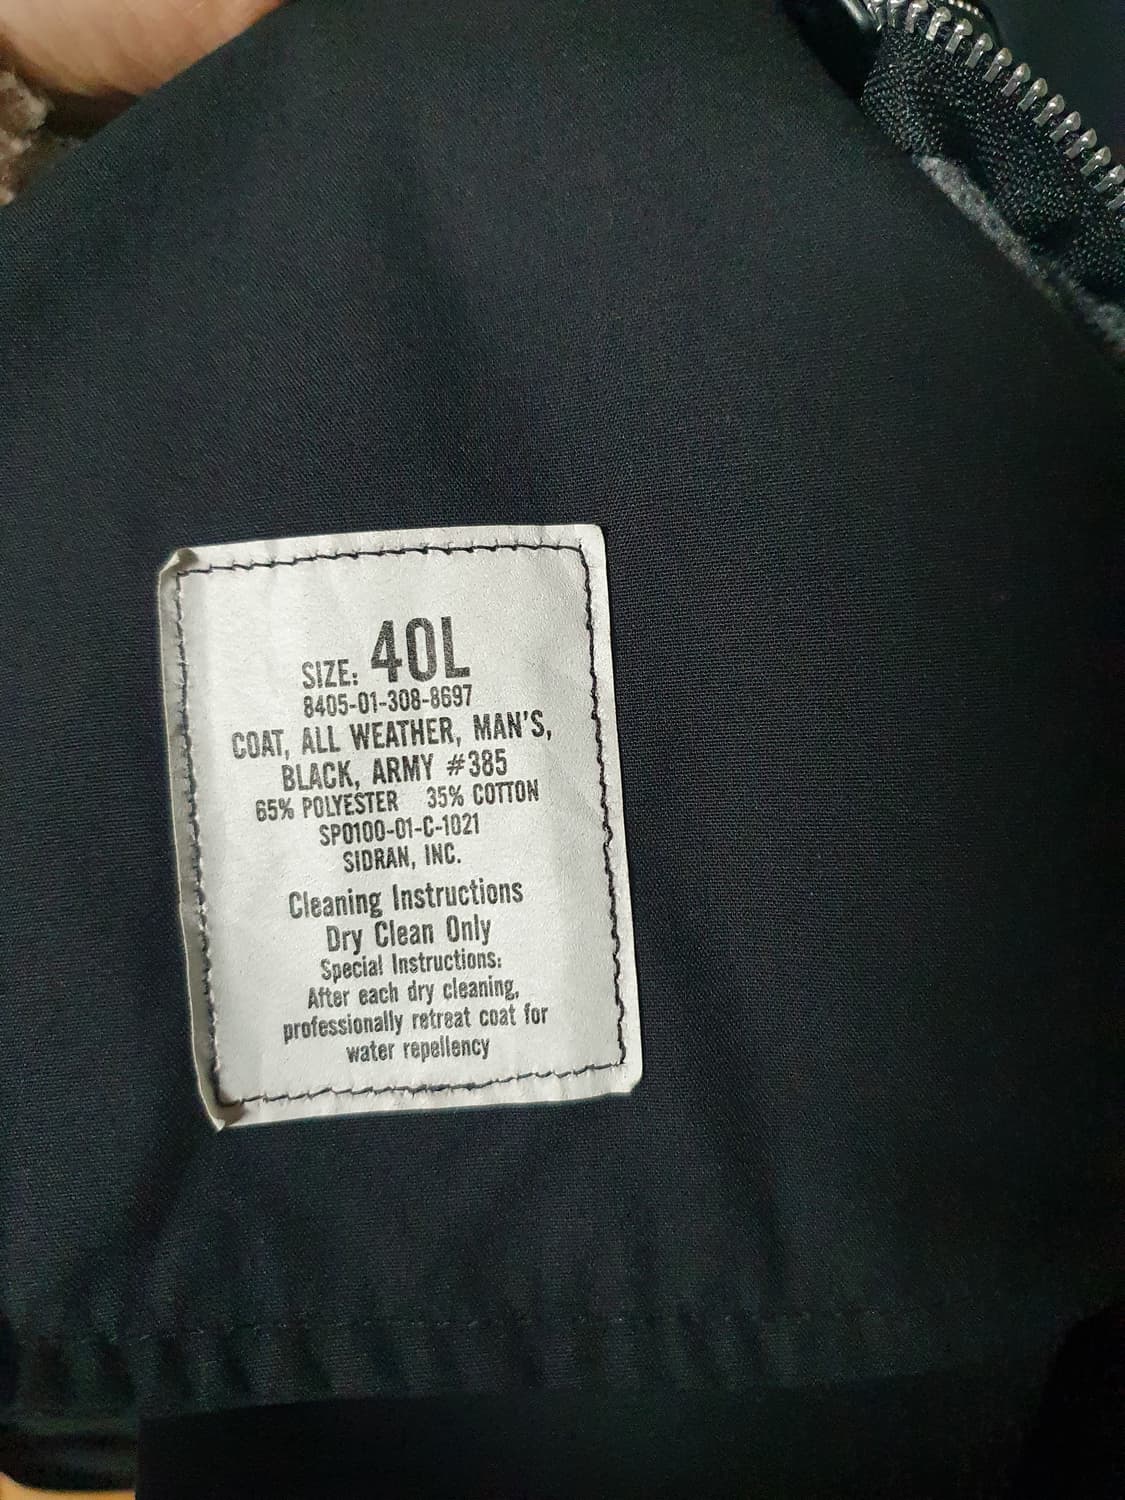 SIZE: 40L
8405-01-308-8697
COAT, ALL WEATHER, MAN'S,
BLACK, ARMY #385
65% POLYESTER 35% COTTON
SP0100-01-C-1021
SIDRAN, INC.
Cleaning Instructions
Dry Clean Only
Special Instructions:
After each dry cleaning,
professionally retreat coat for
water repellency